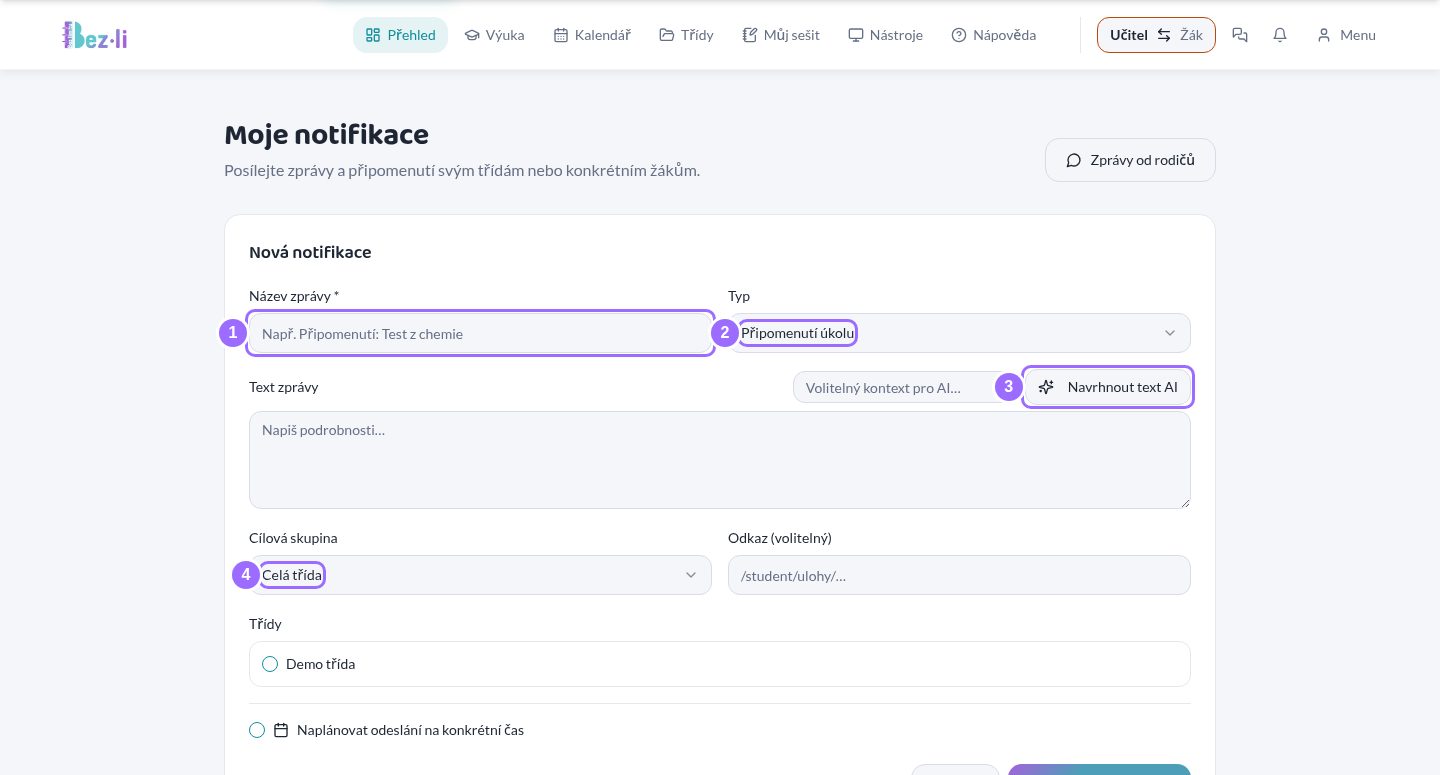 Bez·li
Přehled
Výuka
Kalendář
Třídy
Můj sešit
Nástroje
Nápověda
Učitel Žák
Menu
Moje notifikace
Posílejte zprávy a připomenutí svým třídám nebo konkrétním žákům.
Zprávy od rodičů
Nová notifikace
Název zprávy *
Typ
1 Např. Připomenutí: Test z chemie
2 Připomenutí úkolu
Text zprávy
Volitelný kontext pro AI...
3 Navrhnout text AI
Napiš podrobnosti...
Cílová skupina
Odkaz (volitelný)
4 Celá třída
/student/ulohy/...
Třídy
Demo třída
Naplánovat odeslání na konkrétní čas